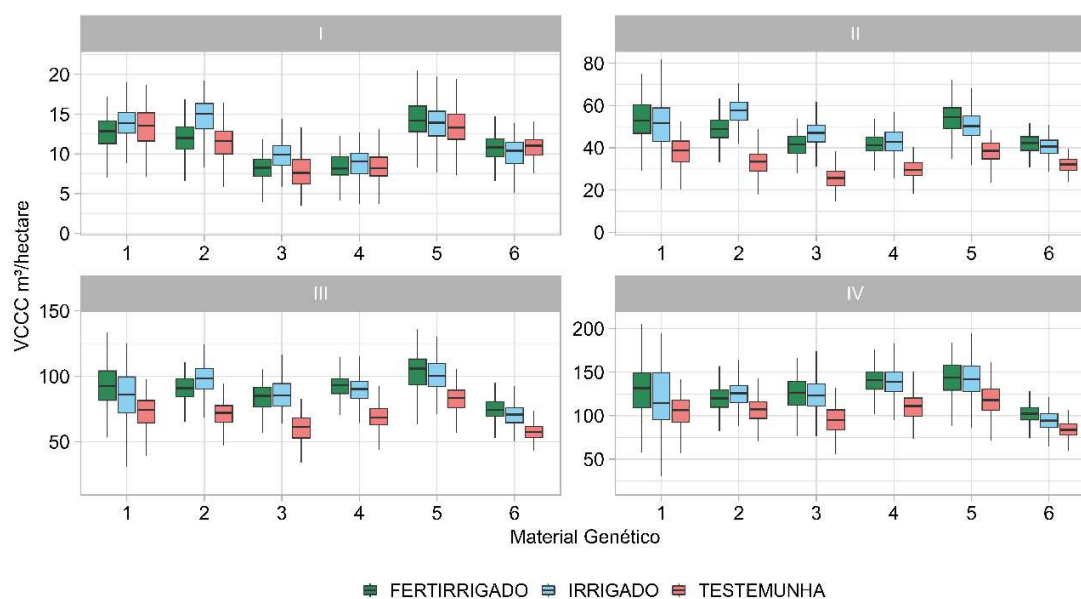 I
II
20
15
10
5
0
1 2 3 4 5 6
80
60
40
20
0
1 2 3 4 5 6
VCCC m³/hectare
III
IV
150
100
50
1 2 3 4 5 6
200
150
100
50
1 2 3 4 5 6
Material Genético
FERTIRRIGADO IRRIGADO TESTEMUNHA